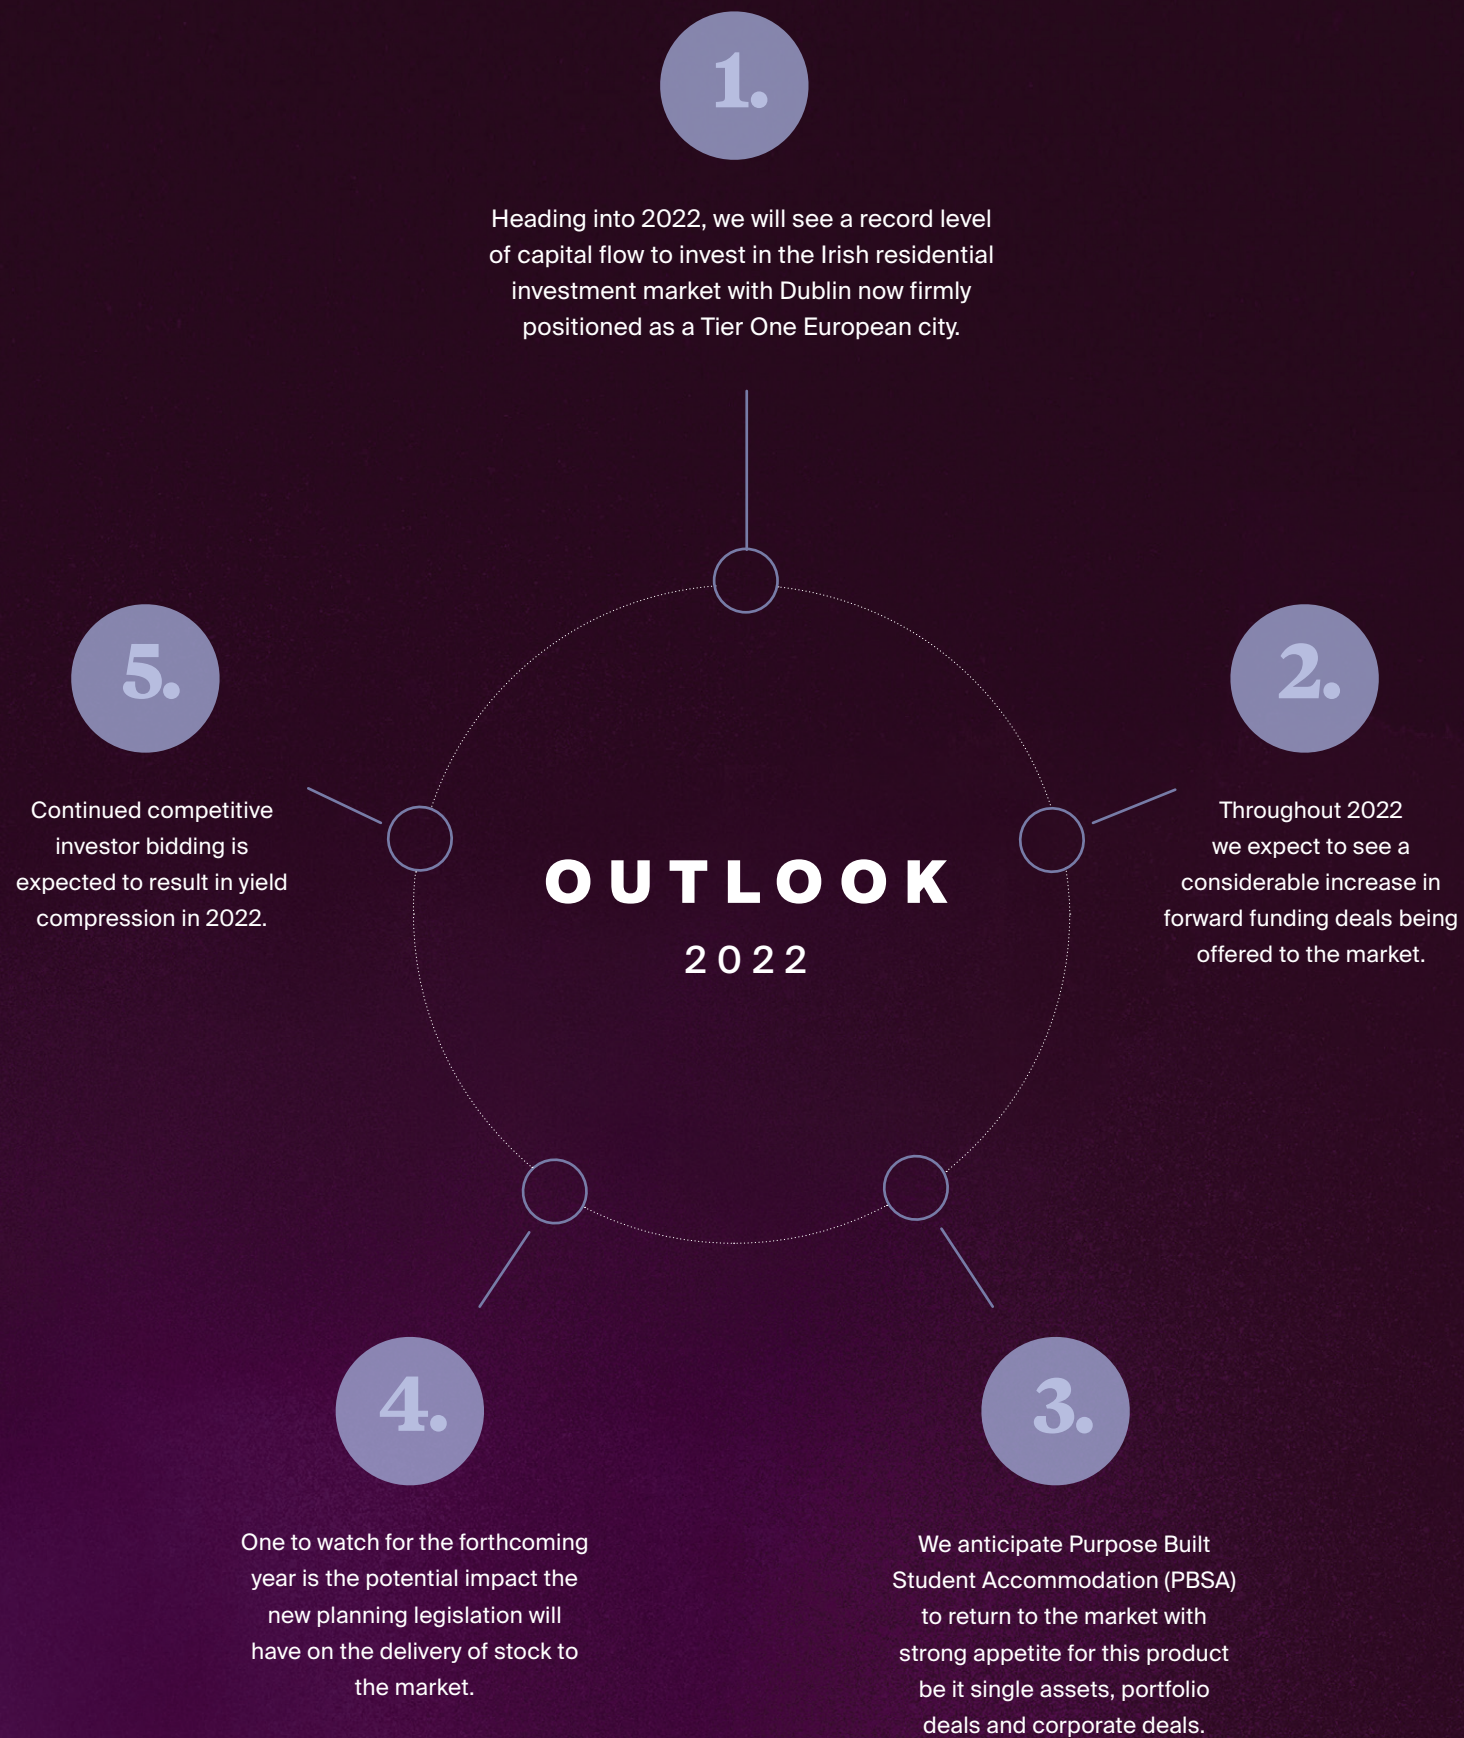 1.
Heading into 2022, we will see a record level
of capital flow to invest in the Irish residential
investment market with Dublin now firmly
positioned as a Tier One European city.
OUTLOOK
2022
2.
Throughout 2022
we expect to see a
considerable increase in
forward funding deals being
offered to the market.
3.
We anticipate Purpose Built
Student Accommodation (PBSA)
to return to the market with
strong appetite for this product
be it single assets, portfolio
deals and corporate deals.
4.
One to watch for the forthcoming
year is the potential impact the
new planning legislation will
have on the delivery of stock to
the market.
5.
Continued competitive
investor bidding is
expected to result in yield
compression in 2022.